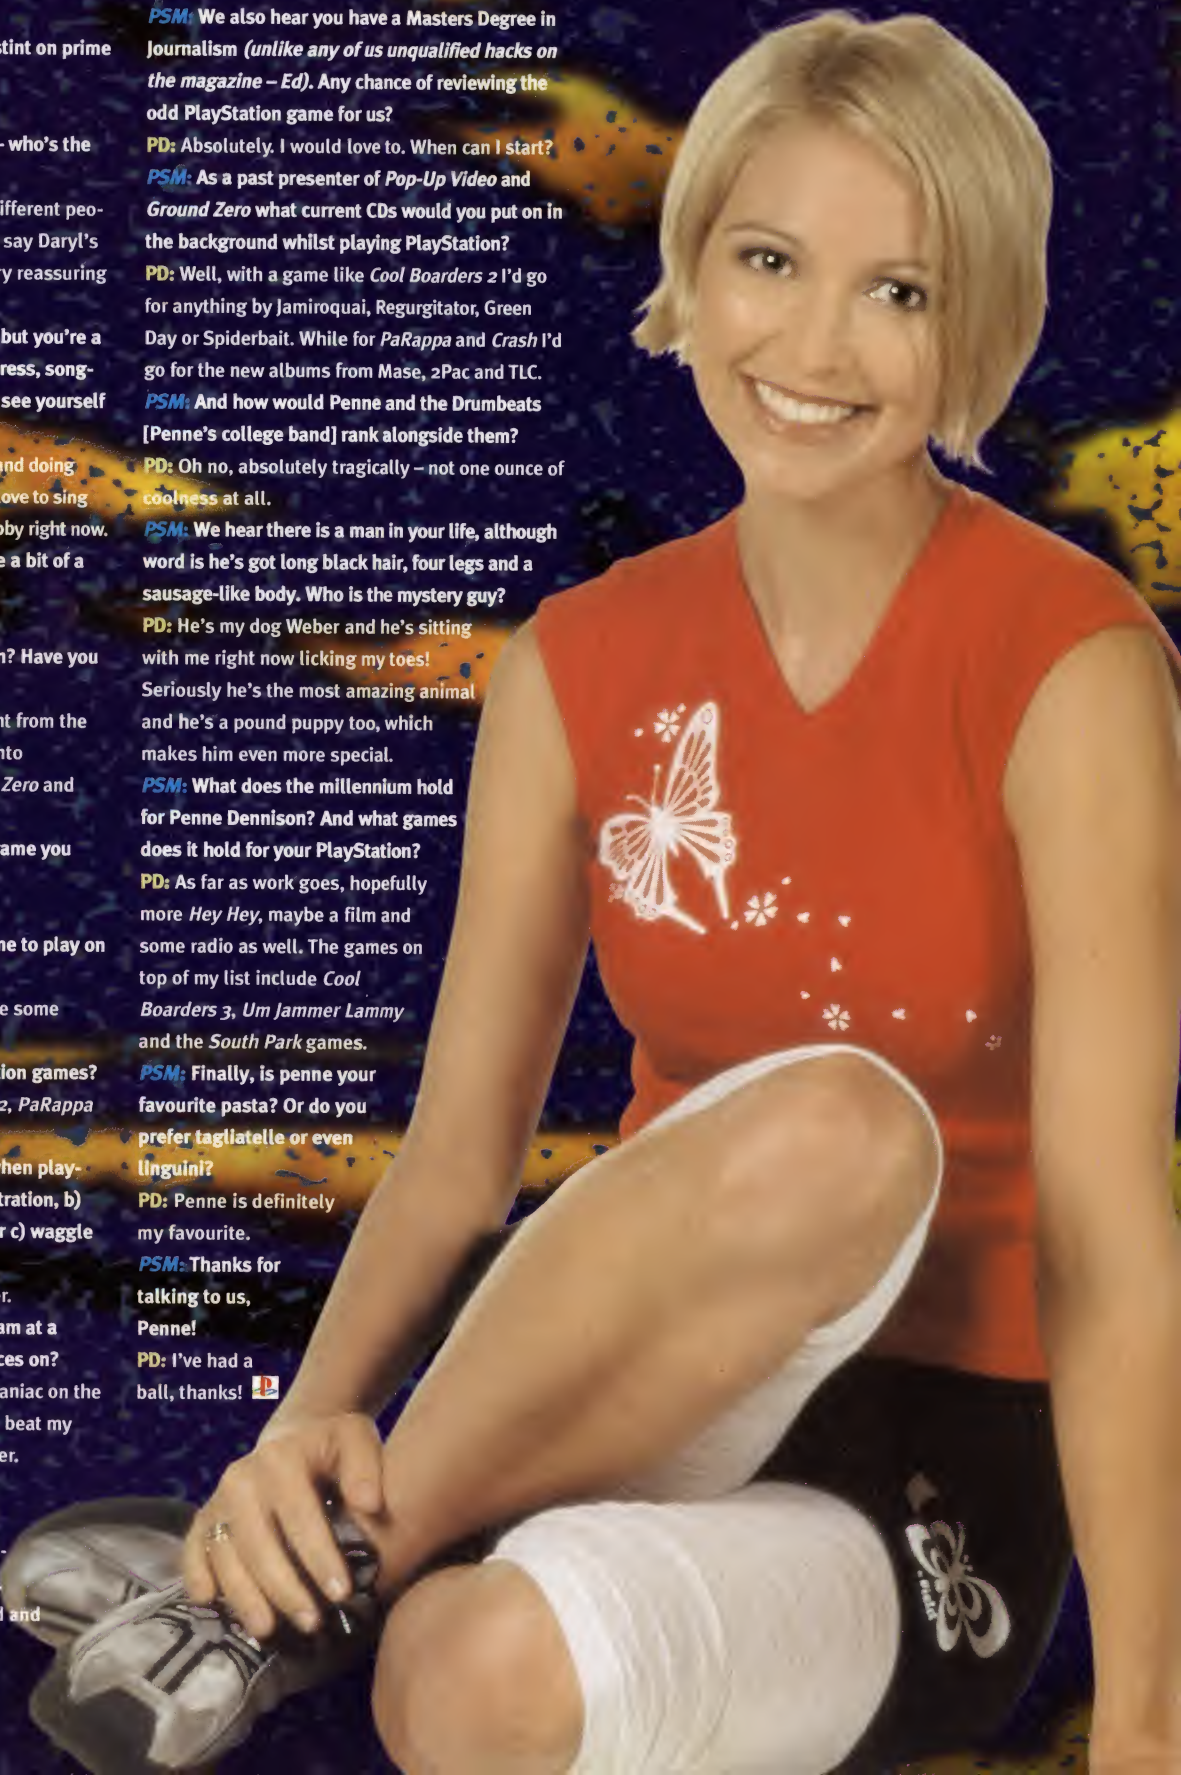 stint on prime
- who's the
ifferent peo-
say Daryl's
ry reassuring
but you're a
ress, song-
see yourself
nd doing
ove to sing
bby right now.
e a bit of a
n? Have you
nt from the
nto
Zero and
ame you
ne to play on
e some
ion games?
2, PaRappa
hen play-
tration, b)
r c) waggle
r.
am at a
ces on?
aniac on the
beat my
er.
-
d and
PSM: We also hear you have a Masters Degree in
Journalism (unlike any of us unqualified hacks on
the magazine – Ed). Any chance of reviewing the
odd PlayStation game for us?
PD: Absolutely. I would love to. When can I start?
PSM: As a past presenter of Pop-Up Video and
Ground Zero what current CDs would you put on in
the background whilst playing PlayStation?
PD: Well, with a game like Cool Boarders 2 I'd go
for anything by Jamiroquai, Regurgitator, Green
Day or Spiderbait. While for PaRappa and Crash I'd
go for the new albums from Mase, 2Pac and TLC.
PSM: And how would Penne and the Drumbeats
[Penne's college band] rank alongside them?
PD: Oh no, absolutely tragically – not one ounce of
coolness at all.
PSM: We hear there is a man in your life, although
word is he's got long black hair, four legs and a
sausage-like body. Who is the mystery guy?
PD: He's my dog Weber and he's sitting
with me right now licking my toes!
Seriously he's the most amazing animal
and he's a pound puppy too, which
makes him even more special.
PSM: What does the millennium hold
for Penne Dennison? And what games
does it hold for your PlayStation?
PD: As far as work goes, hopefully
more Hey Hey, maybe a film and
some radio as well. The games on
top of my list include Cool
Boarders 3, Um Jammer Lammy
and the South Park games.
PSM: Finally, is penne your
favourite pasta? Or do you
prefer tagliatelle or even
linguini?
PD: Penne is definitely
my favourite.
PSM: Thanks for
talking to us,
Penne!
PD: I've had a
ball, thanks!